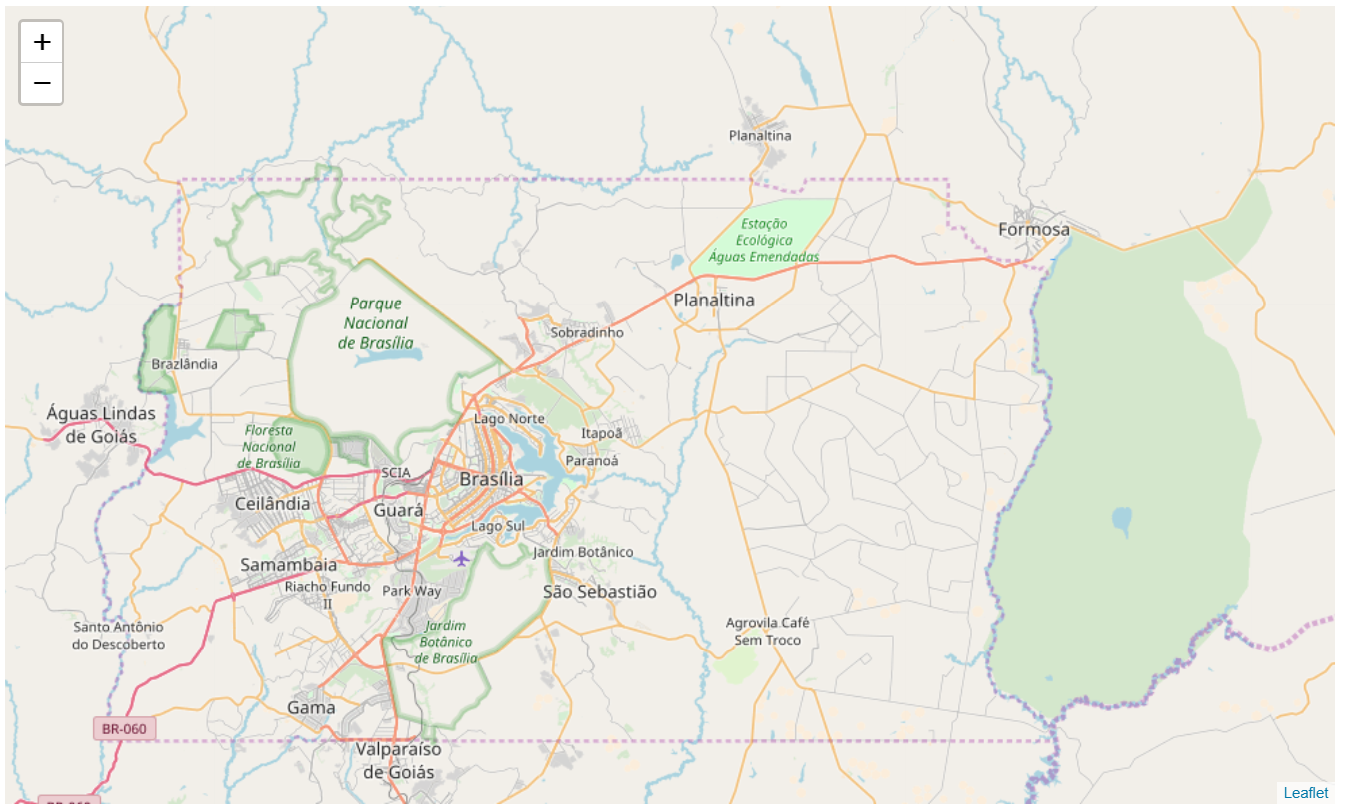 +
−
Planaltina
Estação
Ecológica
Águas Emendadas
Formosa
Planaltina
Parque
Nacional
de Brasília
Sobradinho
Brazlândia
Águas Lindas
de Goiás
Lago Norte
Floresta
Nacional
de Brasília
Itapoã
Paranoá
SCIA
Brasília
Ceilândia
Guará
Lago Sul
Jardim Botânico
Samambaia
Riacho Fundo
II
Park Way
São Sebastião
Santo Antônio
do Descoberto
Jardim
Botânico
de Brasília
Agrovila Café
Sem Troco
Gama
BR-060
Valparaíso
de Goiás
Leaflet